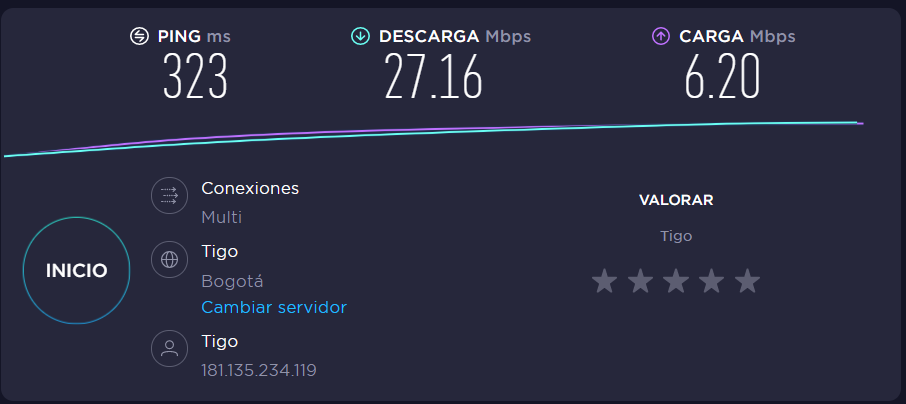 PING ms
323
DESCARGA Mbps
27.16
CARGA Mbps
6.20
INICIO
Conexiones
Multi
Tigo
Bogotá
Cambiar servidor
Tigo
181.135.234.119
VALORAR
Tigo